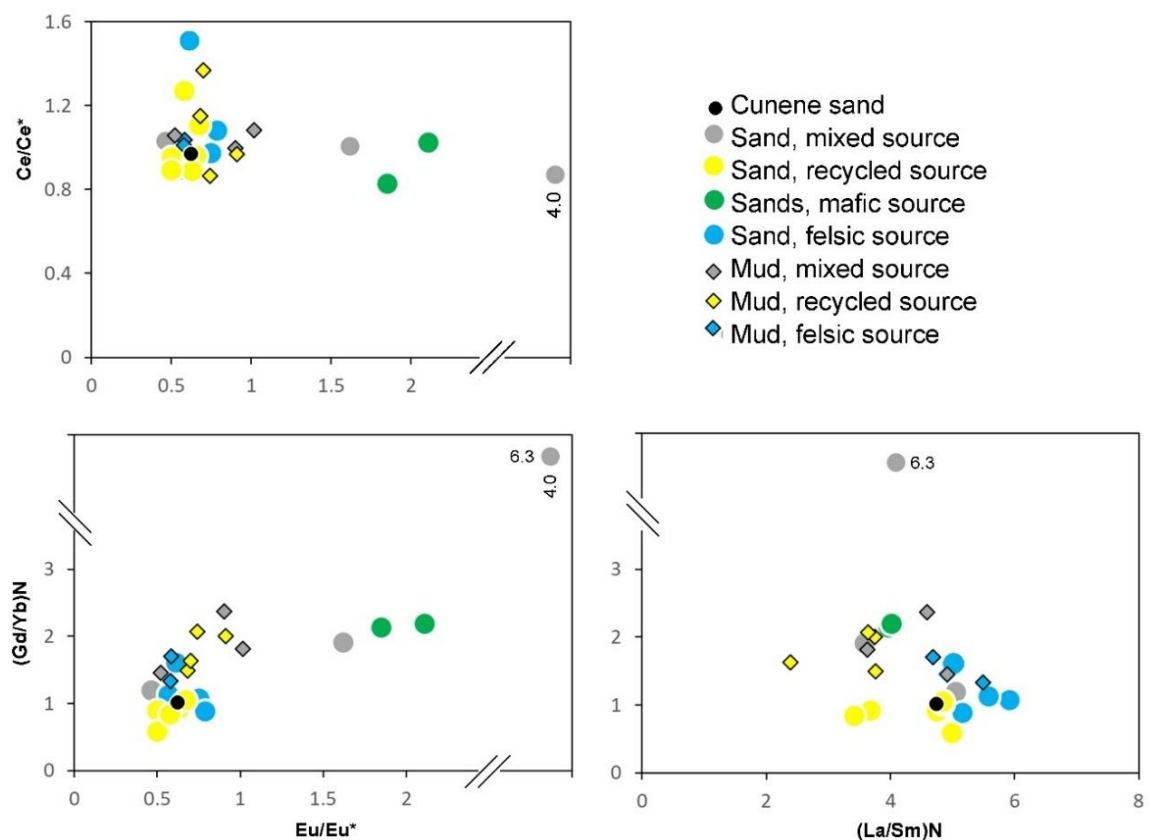 1.6
1.2
0.8
0.4
0
Ce/Ce*
4.0
0
0.5
1
1.5
2
Cunene sand
Sand, mixed source
Sand, recycled source
Sands, mafic source
Sand, felsic source
Mud, mixed source
Mud, recycled source
Mud, felsic source
6.3
4.0
3
2
1
0
(Gd/Yb)N
0
0.5
1
1.5
2
Eu/Eu*
6.3
3
2
1
0
0
2
4
6
8
(La/Sm)N